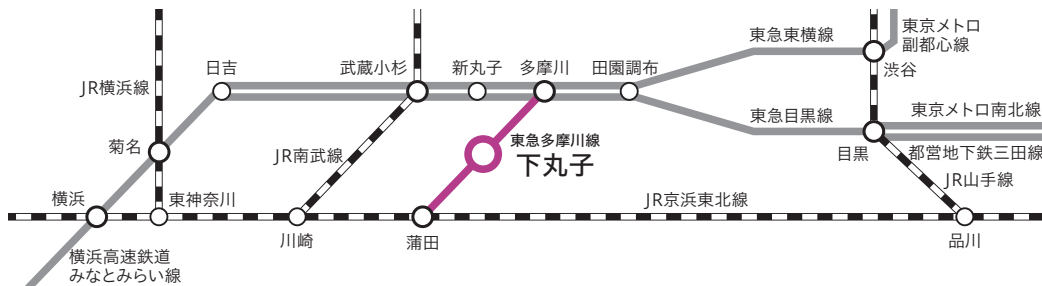 東急東横線
東京メトロ
副都心線
日吉
武蔵小杉
新丸子
多摩川
田園調布
渋谷
JR横浜線
東急目黒線
東京メトロ南北線
菊名
JR南武線
東急多摩川線
下丸子
目黒
都営地下鉄三田線
JR山手線
横浜
東神奈川
JR京浜東北線
川崎
蒲田
品川
横浜高速鉄道
みなとみらい線